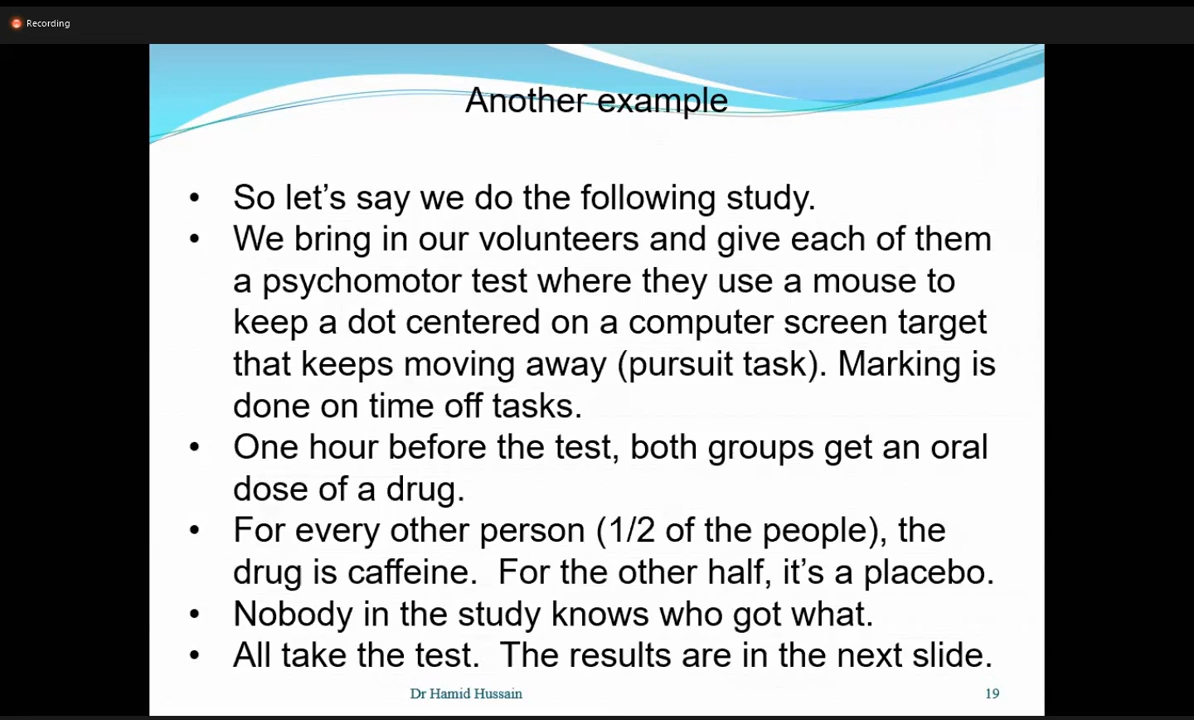 Recording
Another example
• So let’s say we do the following study.
• We bring in our volunteers and give each of them
a psychomotor test where they use a mouse to
keep a dot centered on a computer screen target
that keeps moving away (pursuit task). Marking is
done on time off tasks.
• One hour before the test, both groups get an oral
dose of a drug.
• For every other person (1/2 of the people), the
drug is caffeine.  For the other half, it’s a placebo.
• Nobody in the study knows who got what.
• All take the test.  The results are in the next slide.
Dr Hamid Hussain
19